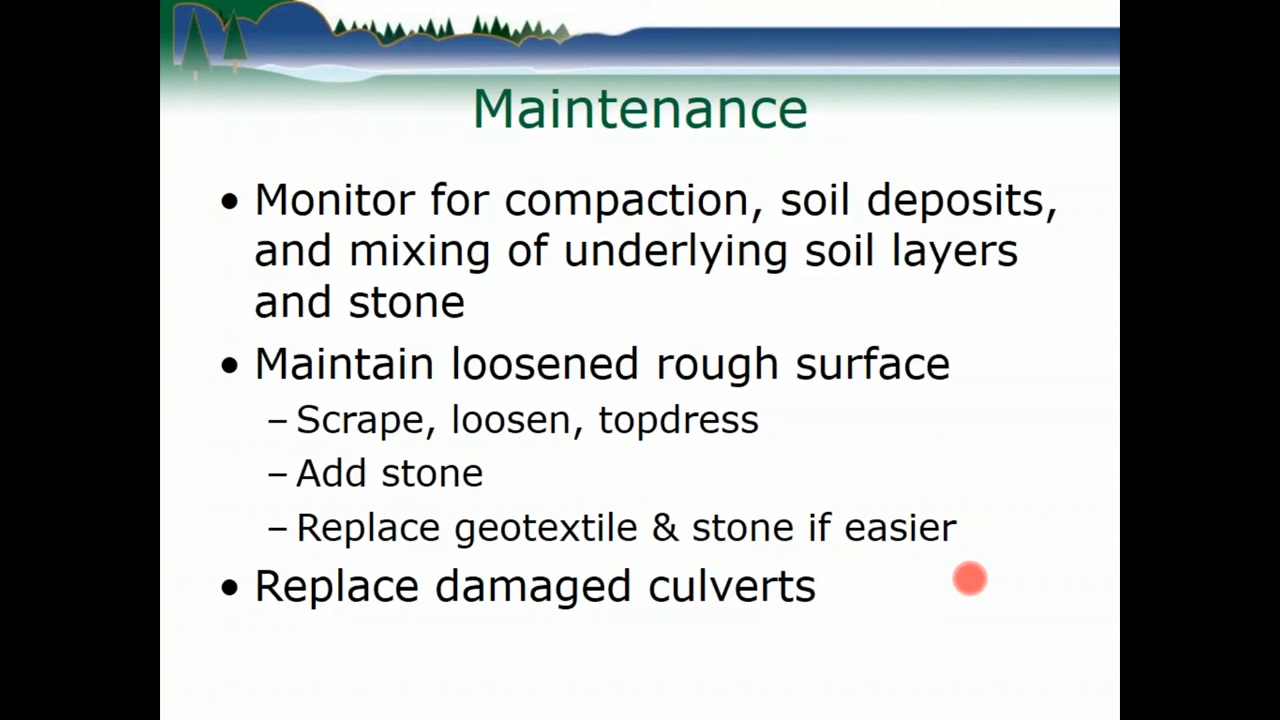 Maintenance
• Monitor for compaction, soil deposits,
and mixing of underlying soil layers
and stone
• Maintain loosened rough surface
– Scrape, loosen, topdress
– Add stone
– Replace geotextile & stone if easier
• Replace damaged culverts